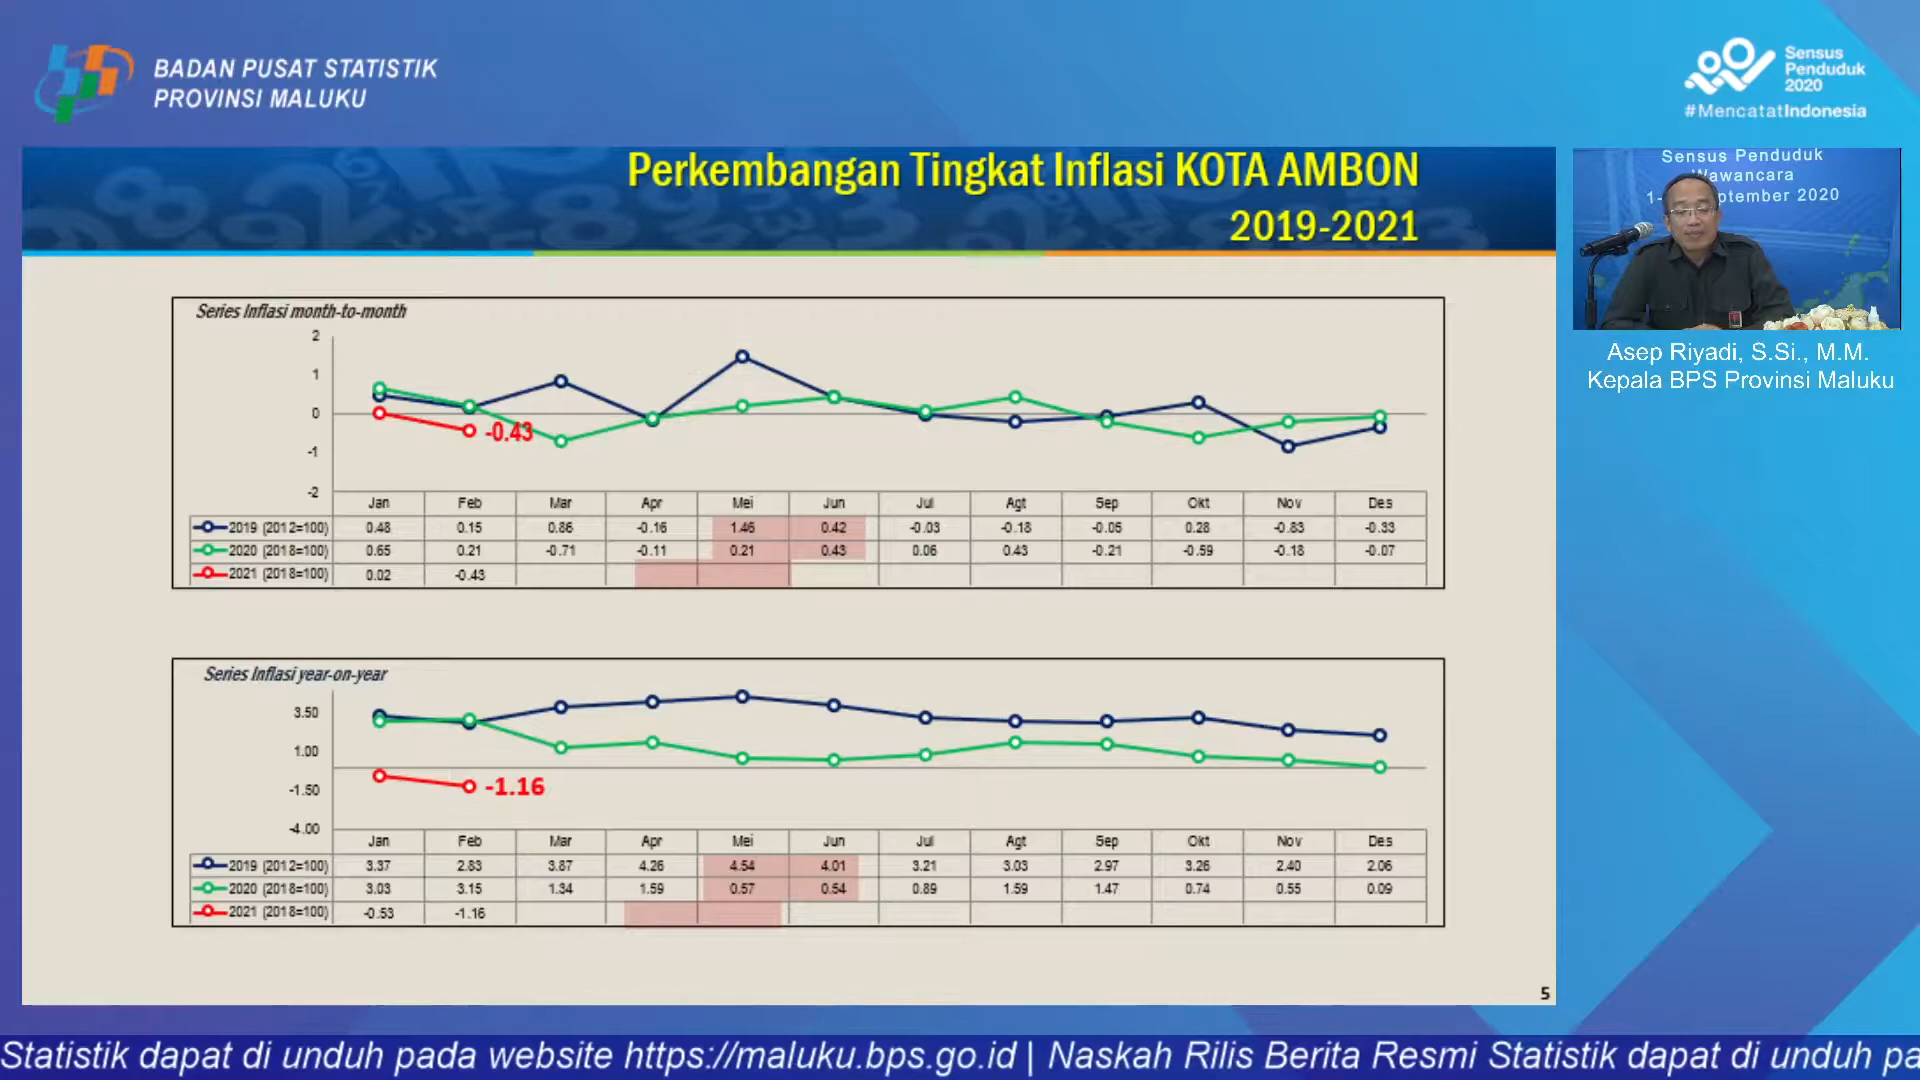 BADAN PUSAT STATISTIK
PROVINSI MALUKU
Sensus
Penduduk
2020
#MencatatIndonesia
Perkembangan Tingkat Inflasi KOTA AMBON
2019-2021
Sensus Penduduk
Wawancara
1- ptember 2020
Asep Riyadi, S.Si., M.M.
Kepala BPS Provinsi Maluku
Series Inflasi month-to-month
2
1
0
-1
-2
-0.43
Jan Feb Mar Apr Mei Jun Jul Agt Sep Okt Nov Des
2019 (2012=100) 0.48 0.15 0.86 -0.16 1.46 0.42 -0.03 -0.18 -0.05 0.28 -0.83 -0.33
2020 (2018=100) 0.65 0.21 -0.71 -0.11 0.21 0.43 0.06 0.43 -0.21 -0.59 -0.18 -0.07
2021 (2018=100) 0.02 -0.43
Series Inflasi year-on-year
3.50
1.00
-1.50
-4.00
-1.16
Jan Feb Mar Apr Mei Jun Jul Agt Sep Okt Nov Des
2019 (2012=100) 3.37 2.83 3.87 4.26 4.54 4.01 3.21 3.03 2.97 3.26 2.40 2.06
2020 (2018=100) 3.03 3.15 1.34 1.59 0.57 0.54 0.89 1.59 1.47 0.74 0.55 0.09
2021 (2018=100) -0.53 -1.16
5
Statistik dapat di unduh pada website https://maluku.bps.go.id | Naskah Rilis Berita Resmi Statistik dapat di unduh pa